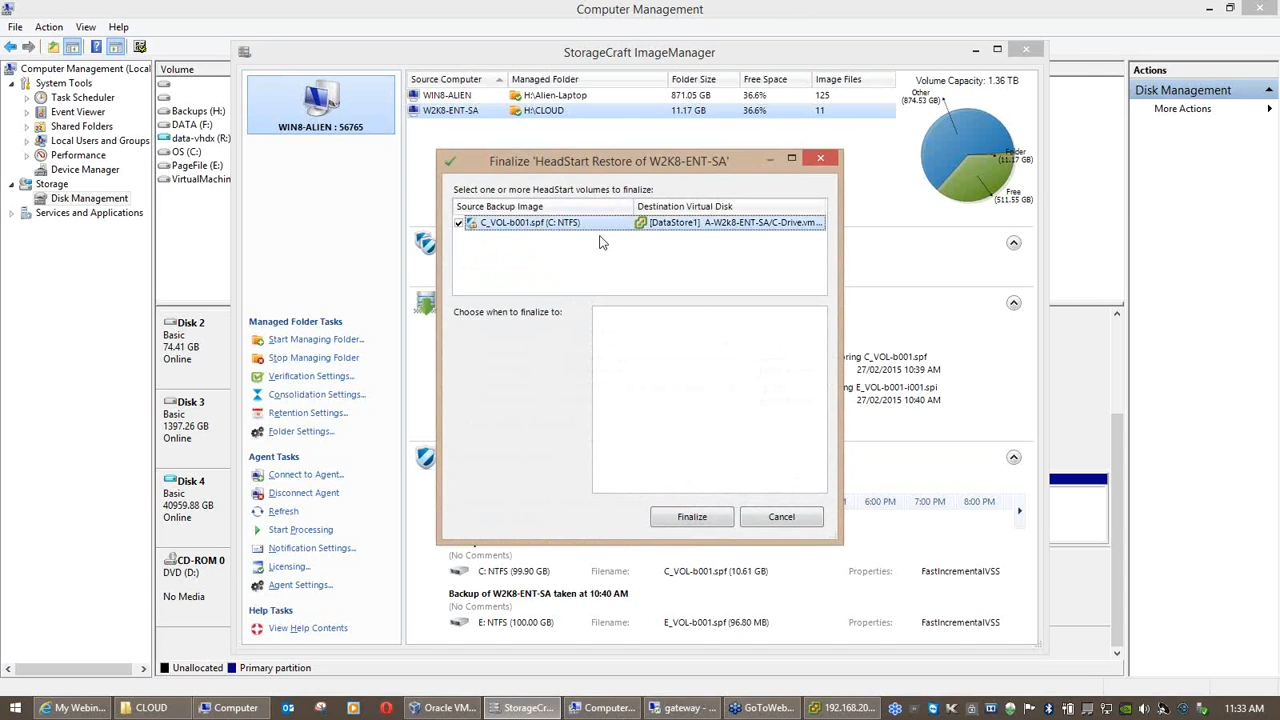 Computer Management
File Action View Help
Computer Management (Local
System Tools
Task Scheduler
Event Viewer
Shared Folders
Local Users and Groups
Performance
Device Manager
Storage
Disk Management
Services and Applications
Volume
Backups (H:)
DATA (F:)
data-vhdx (R:)
OS (C:)
PageFile (E:)
VirtualMachin
Disk 2
Basic
74.41 GB
Online
Disk 3
Basic
1397.26 GB
Online
Disk 4
Basic
40959.88 GB
Online
CD-ROM 0
DVD (D:)
No Media
Unallocated Primary partition
StorageCraft ImageManager
WIN8-ALIEN : 56765
Managed Folder Tasks
Start Managing Folder...
Stop Managing Folder
Verification Settings...
Consolidation Settings...
Retention Settings...
Folder Settings...
Agent Tasks
Connect to Agent...
Disconnect Agent
Refresh
Start Processing
Notification Settings...
Licensing...
Agent Settings...
Help Tasks
View Help Contents
Source Computer Managed Folder Folder Size Free Space Image Files
WIN8-ALIEN H:\Alien-Laptop 871.05 GB 36.6% 125
W2K8-ENT-SA H:\CLOUD 11.17 GB 36.6% 11
Volume Capacity: 1.36 TB
Other
(874.53 GB)
Folder
(11.17 GB)
Free
(511.55 GB)
Finalize 'HeadStart Restore of W2K8-ENT-SA'
Select one or more HeadStart volumes to finalize:
Source Backup Image Destination Virtual Disk
C_VOL-b001.spf (C: NTFS) [DataStore1] A-W2k8-ENT-SA/C-Drive.vm...
Choose when to finalize to:
Finalize Cancel
ring C_VOL-b001.spf
27/02/2015 10:39 AM
ring E_VOL-b001-i001.spi
27/02/2015 10:40 AM
6:00 PM 7:00 PM 8:00 PM
(No Comments)
C: NTFS (99.90 GB) Filename: C_VOL-b001.spf (10.61 GB) Properties: FastIncrementalVSS
Backup of W2K8-ENT-SA taken at 10:40 AM
(No Comments)
E: NTFS (100.00 GB) Filename: E_VOL-b001.spf (96.80 MB) Properties: FastIncrementalVSS
Actions
Disk Management
More Actions
My Webin... CLOUD Computer Oracle VM... StorageCr... Computer... gateway - ... GoToWeb... 192.168.20... 11:33 AM